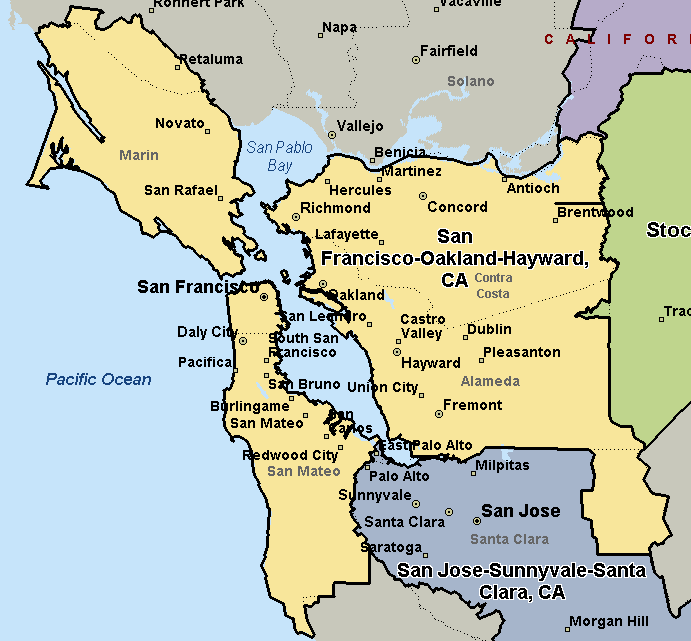 Rohnert Park
Vacaville
Napa
CALIFOR
Fairfield
Petaluma
Solano
Novato
Vallejo
San Pablo
Bay
Marin
Benicia
Martinez
San Rafael
Hercules
Antioch
Richmond
Concord
Brentwood
Lafayette
San
Francisco-Oakland-Hayward,
CA
Stoc
Contra
Costa
San Francisco
Oakland
San Leandro
Castro
Valley
Trac
Daly City
South San
Francisco
Dublin
Pacifica
Hayward
Pleasanton
Pacific Ocean
San Bruno
Union City
Alameda
Burlingame
Fremont
San Mateo
San
Carlos
East Palo Alto
Redwood City
San Mateo
Palo Alto
Milpitas
Sunnyvale
San Jose
Santa Clara
Santa Clara
Saratoga
San Jose-Sunnyvale-Santa
Clara, CA
Morgan Hill